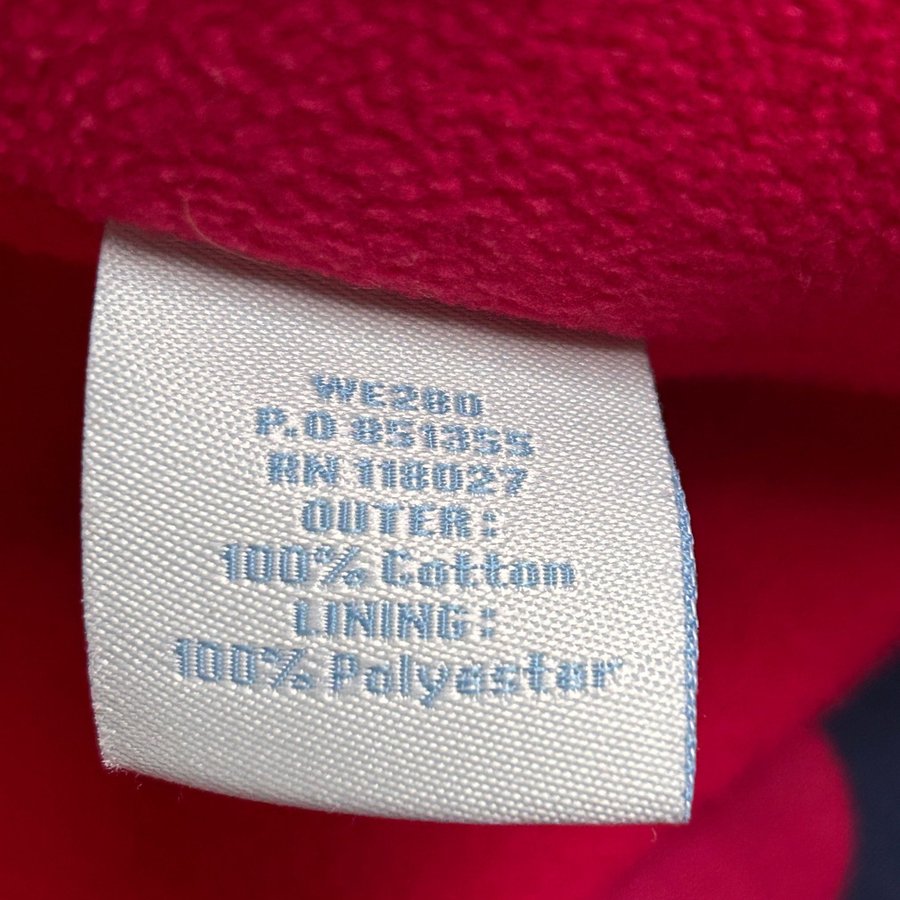 WE280
P.O 851355
RN 118027
OUTER:
100% Cotton
LINING:
100% Polyester